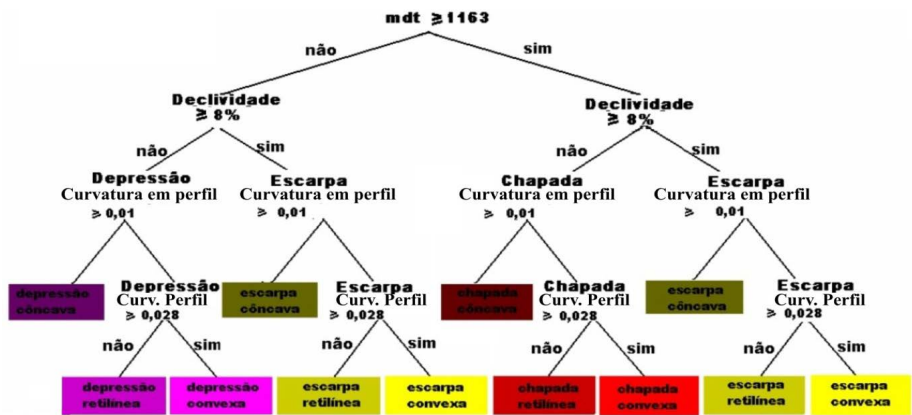 mdt ≥1163
não
sim
Declividade
≥ 8%
Declividade
≥ 8%
não
sim
não
sim
Depressão
Curvatura em perfil
≥ 0,01
Escarpa
Curvatura em perfil
≥ 0,01
Chapada
Curvatura em perfil
≥ 0,01
Escarpa
Curvatura em perfil
≥ 0,01
depressão
côncava
Depressão
Curv. Perfil
≥ 0,028
escarpa
côncava
Escarpa
Curv. Perfil
≥ 0,028
chapada
côncava
Chapada
Curv. Perfil
≥ 0,028
escarpa
côncava
Escarpa
Curv. Perfil
≥ 0,028
não
sim
não
sim
não
sim
não
sim
depressão
retilínea
depressão
convexa
escarpa
retilínea
escarpa
convexa
chapada
retilínea
chapada
convexa
escarpa
retilínea
escarpa
convexa